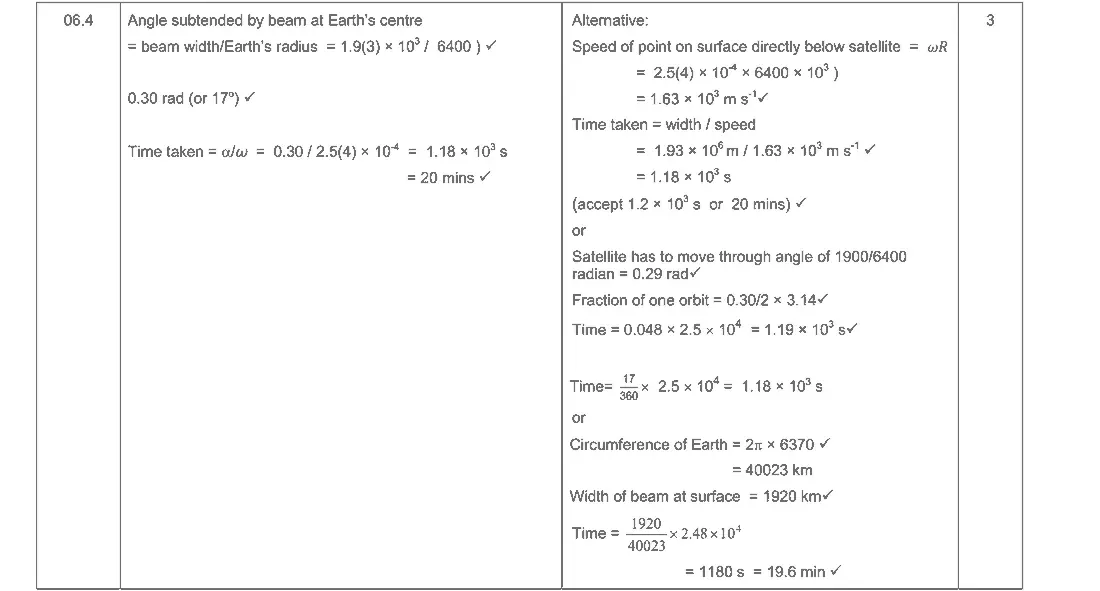 06.4
Angle subtended by beam at Earth's centre
= beam width/Earth's radius = 1.9(3) × 10³ / 6400 ) ✓
0.30 rad (or 17º) ✓
Time taken = α/ω = 0.30 / 2.5(4) × 10⁻⁴ = 1.18 × 10³ s
= 20 mins ✓
Alternative:
Speed of point on surface directly below satellite = ωR
= 2.5(4) × 10⁻⁴ × 6400 × 10³ )
= 1.63 × 10³ m s⁻¹✓
Time taken = width / speed
= 1.93 × 10⁶ m / 1.63 × 10³ m s⁻¹ ✓
= 1.18 × 10³ s
(accept 1.2 × 10³ s or 20 mins) ✓
or
Satellite has to move through angle of 1900/6400
radian = 0.29 rad✓
Fraction of one orbit = 0.30/2 × 3.14✓
Time = 0.048 × 2.5 × 10⁴ = 1.19 × 10³ s✓
Time= 17/360 × 2.5 × 10⁴ = 1.18 × 10³ s
or
Circumference of Earth = 2π × 6370 ✓
= 40023 km
Width of beam at surface = 1920 km✓
Time = 1920/40023 × 2.48 × 10⁴
= 1180 s = 19.6 min ✓
3